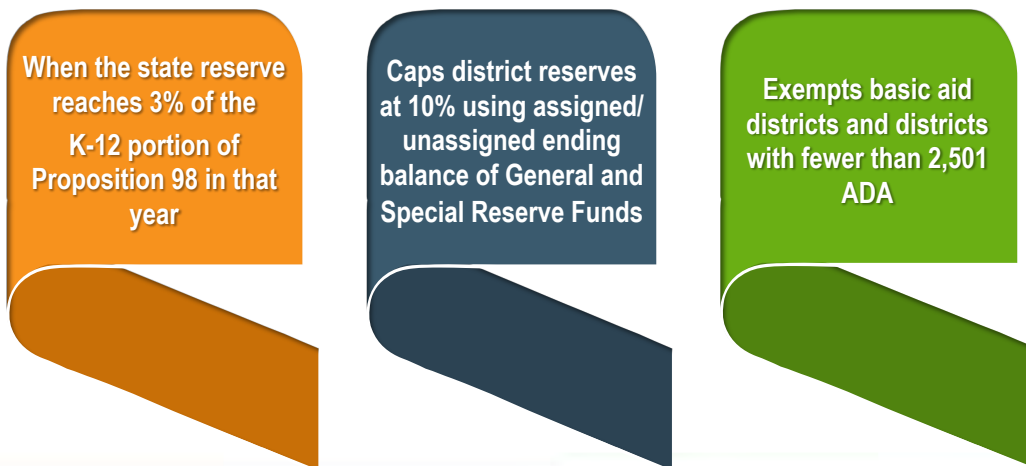 When the state reserve
reaches 3% of the
K-12 portion of
Proposition 98 in that
year
Caps district reserves
at 10% using assigned/
unassigned ending
balance of General and
Special Reserve Funds
Exempts basic aid
districts and districts
with fewer than 2,501
ADA